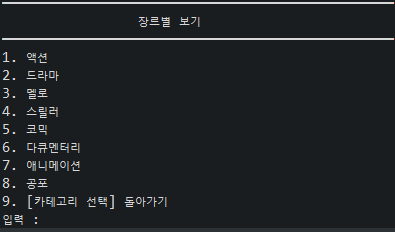 장르별 보기
1. 액션
2. 드라마
3. 멜로
4. 스릴러
5. 코믹
6. 다큐멘터리
7. 애니메이션
8. 공포
9. [카테고리 선택] 돌아가기
입력 :